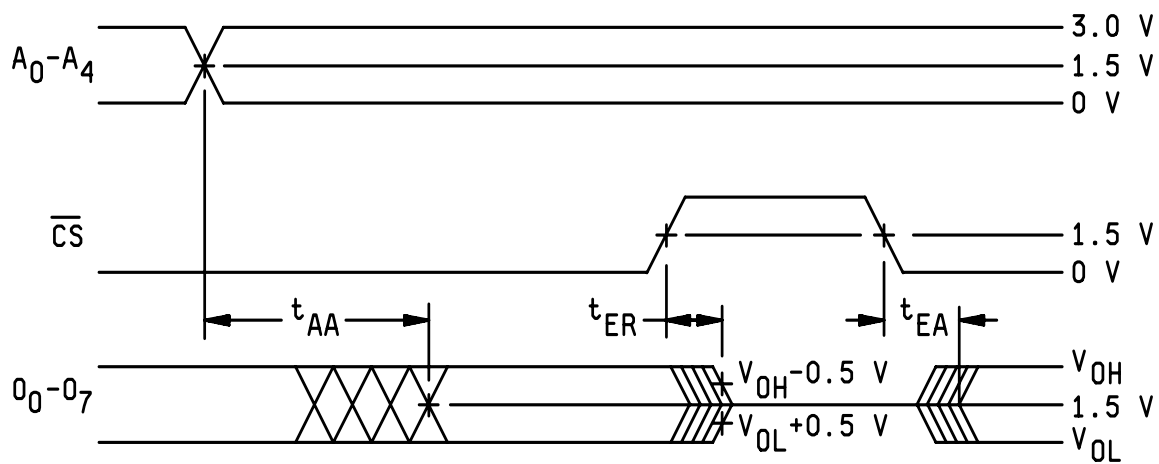 3.0 V
A0-A4
1.5 V
0 V
CS
1.5 V
0 V
tAA
tER
tEA
VOH-0.5 V
VOH
O0-O7
1.5 V
VOL+0.5 V
VOL